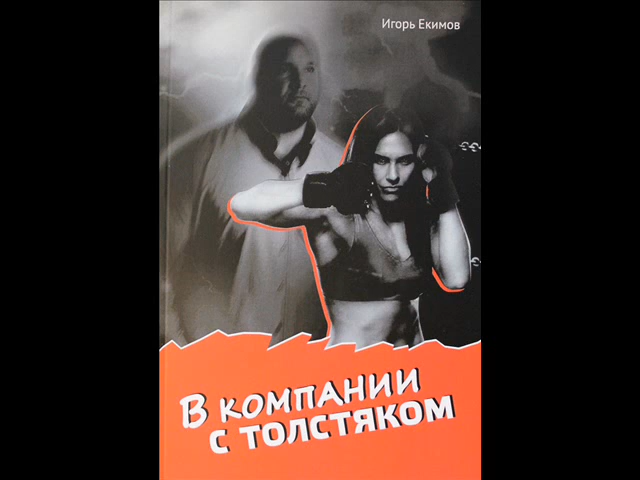 Игорь Екимов
В компании
с толстяком